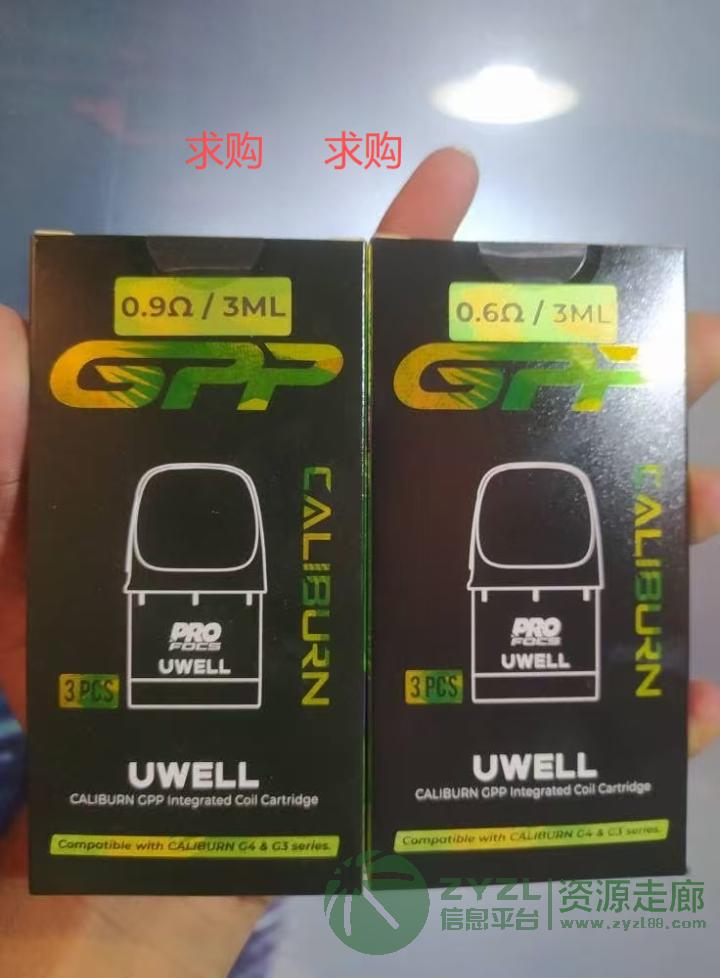 求购 求购
0.9Ω / 3ML
GPP
CALIBURN
PRO
FOCS
UWELL
3 PCS
UWELL
CALIBURN GPP Integrated Coil Cartridge
Compatible with CALIBURN G4 & G3 series.
0.6Ω / 3ML
GPP
CALIBURN
PRO
FOCS
UWELL
3 PCS
UWELL
CALIBURN GPP Integrated Coil Cartridge
Compatible with CALIBURN G4 & G3 series.
ZYZL 资源走廊
信息平台 www.zyzl88.com